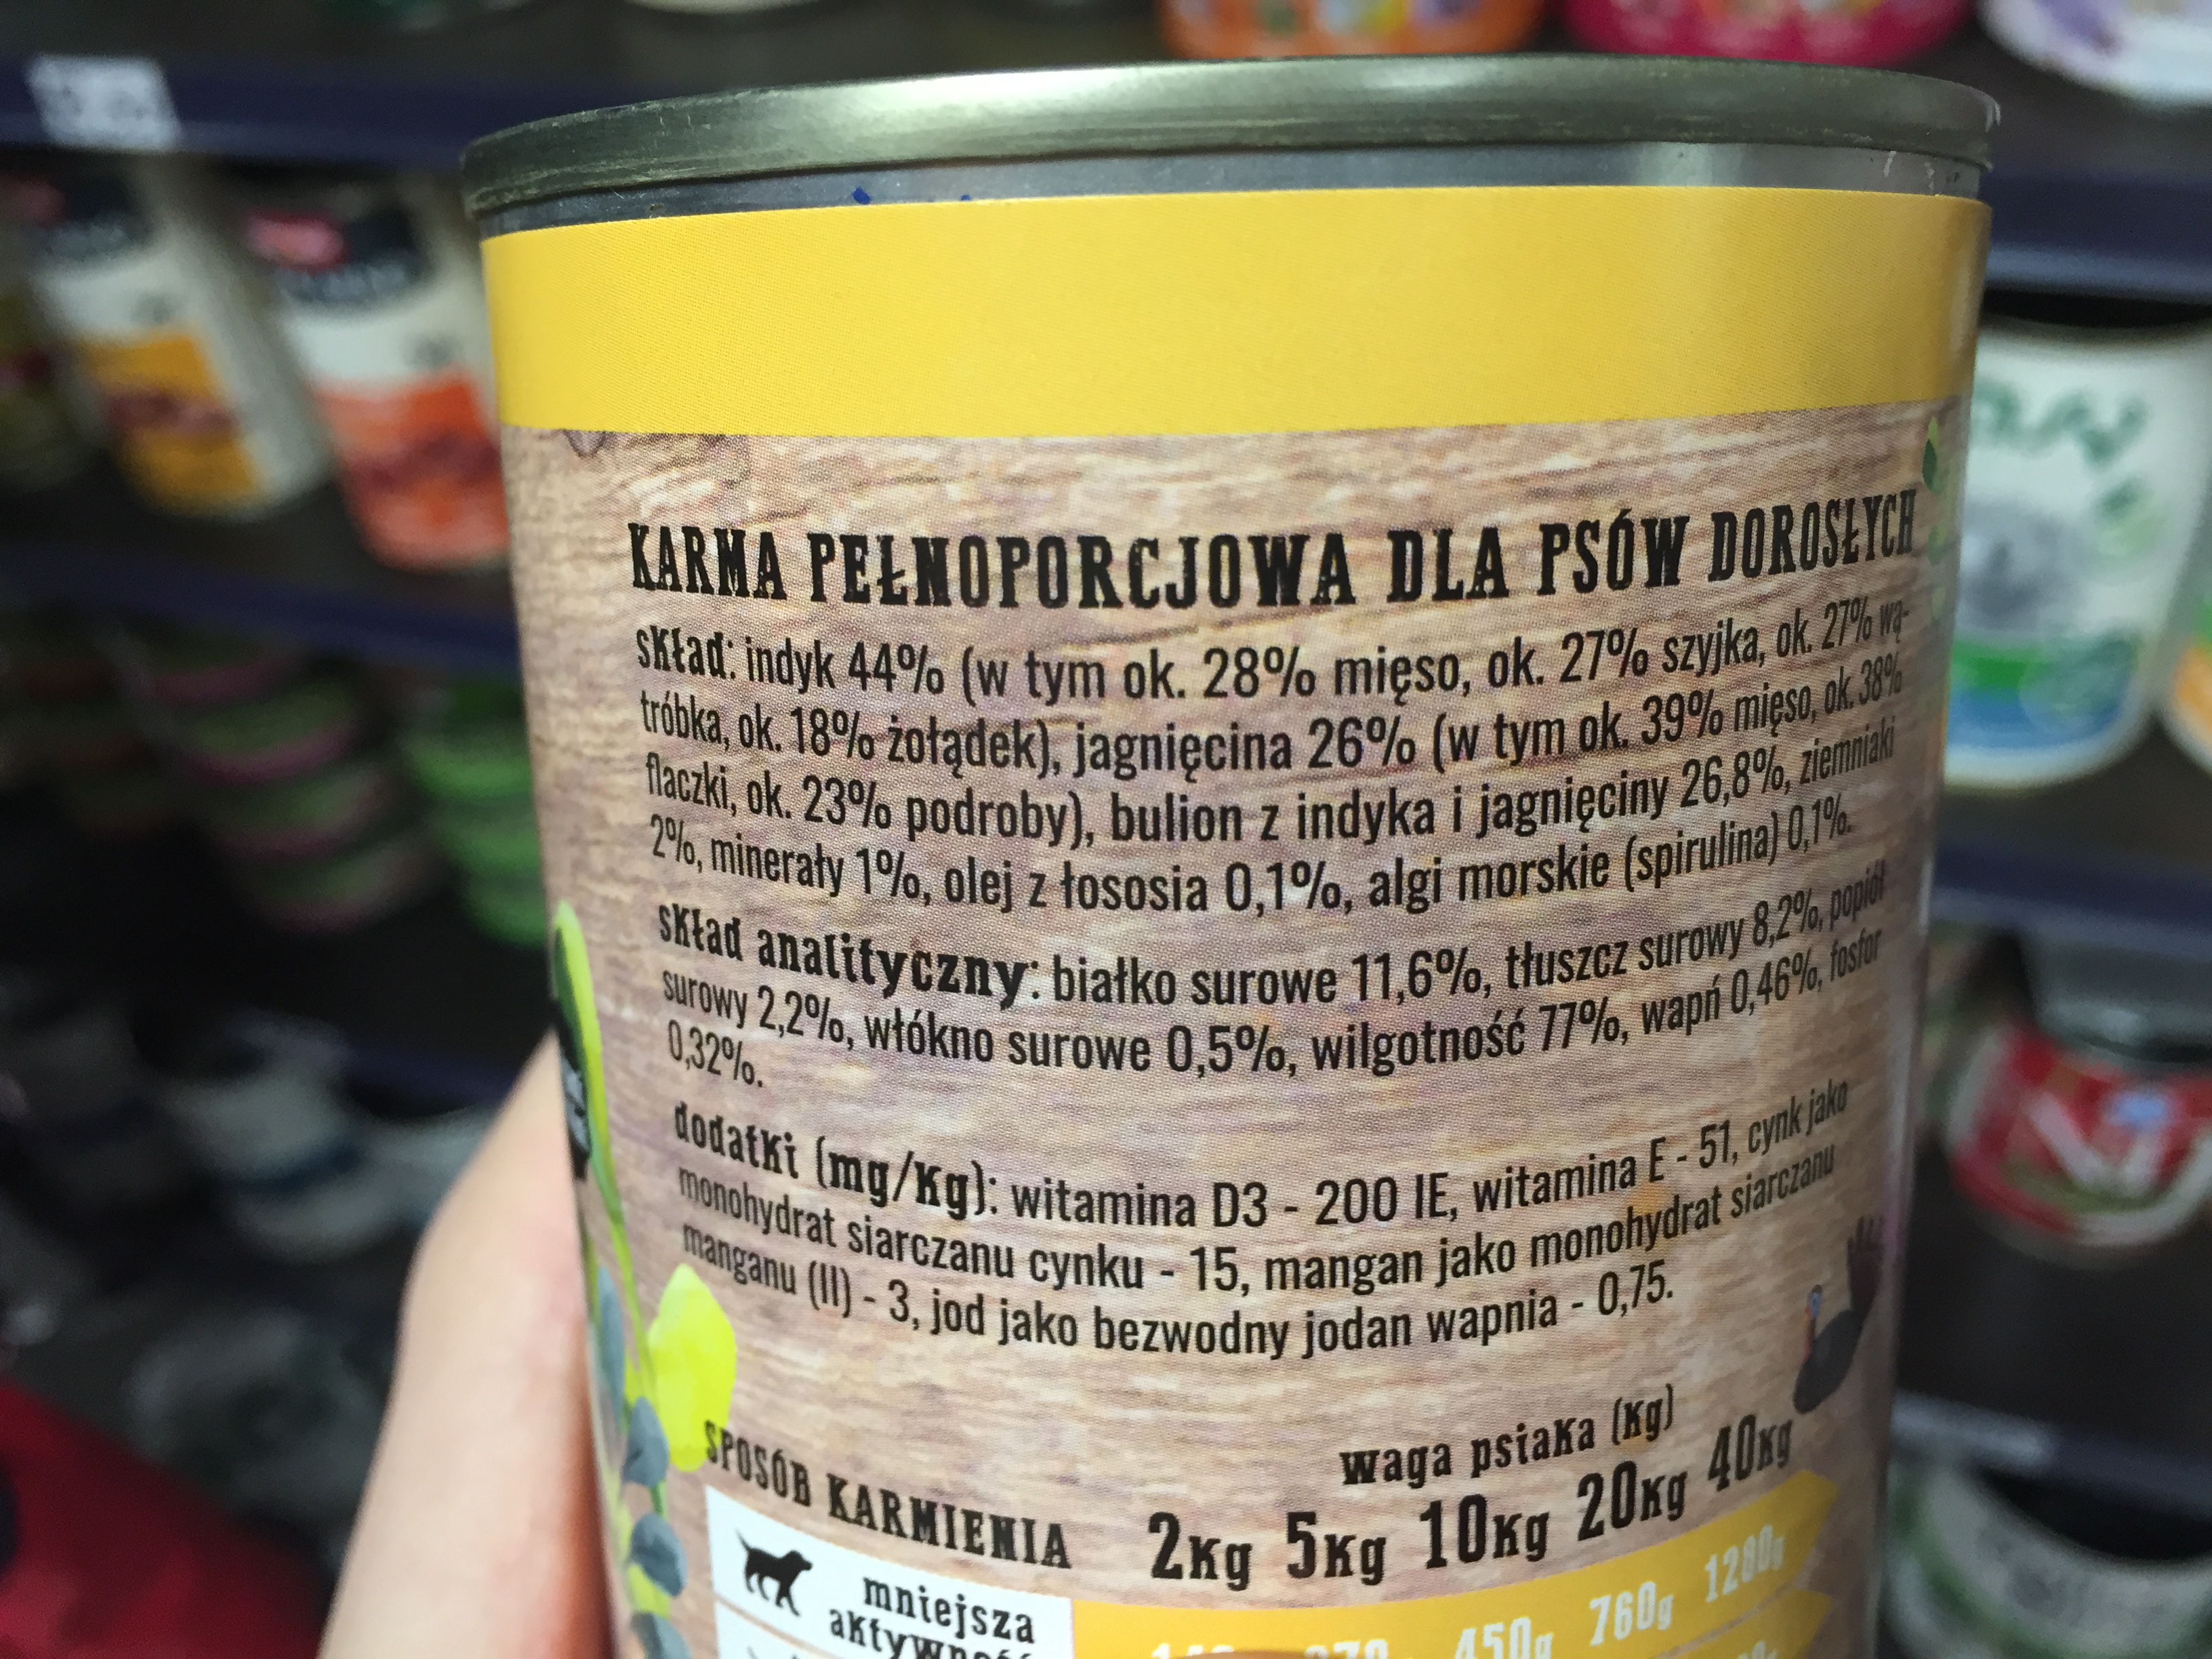 KARMA PEŁNOPORCJOWA DLA PSÓW DOROSŁYCH
skład: indyk 44% (w tym ok. 28% mięso, ok. 27% szyjka, ok. 27% wą-
tróbka, ok. 18% żołądek), jagnięcina 26% (w tym ok. 39% mięso, ok. 38%
flaczki, ok. 23% podroby), bulion z indyka i jagnięciny 26,8%, ziemniaki
2%, minerały 1%, olej z łososia 0,1%, algi morskie (spirulina) 0,1%.
skład analityczny: białko surowe 11,6%, tłuszcz surowy 8,2%, popiół
surowy 2,2%, włókno surowe 0,5%, wilgotność 77%, wapń 0,46%, fosfor
0,32%.
dodatki (mg/kg): witamina D3 - 200 IE, witamina E - 51, cynk jako
monohydrat siarczanu cynku - 15, mangan jako monohydrat siarczanu
manganu (II) - 3, jod jako bezwodny jodan wapnia - 0,75.
waga psiaka (kg)
SPOSÓB KARMIENIA 2kg 5kg 10kg 20kg 40kg
mniejsza 450g 760g 1280g
aktywność